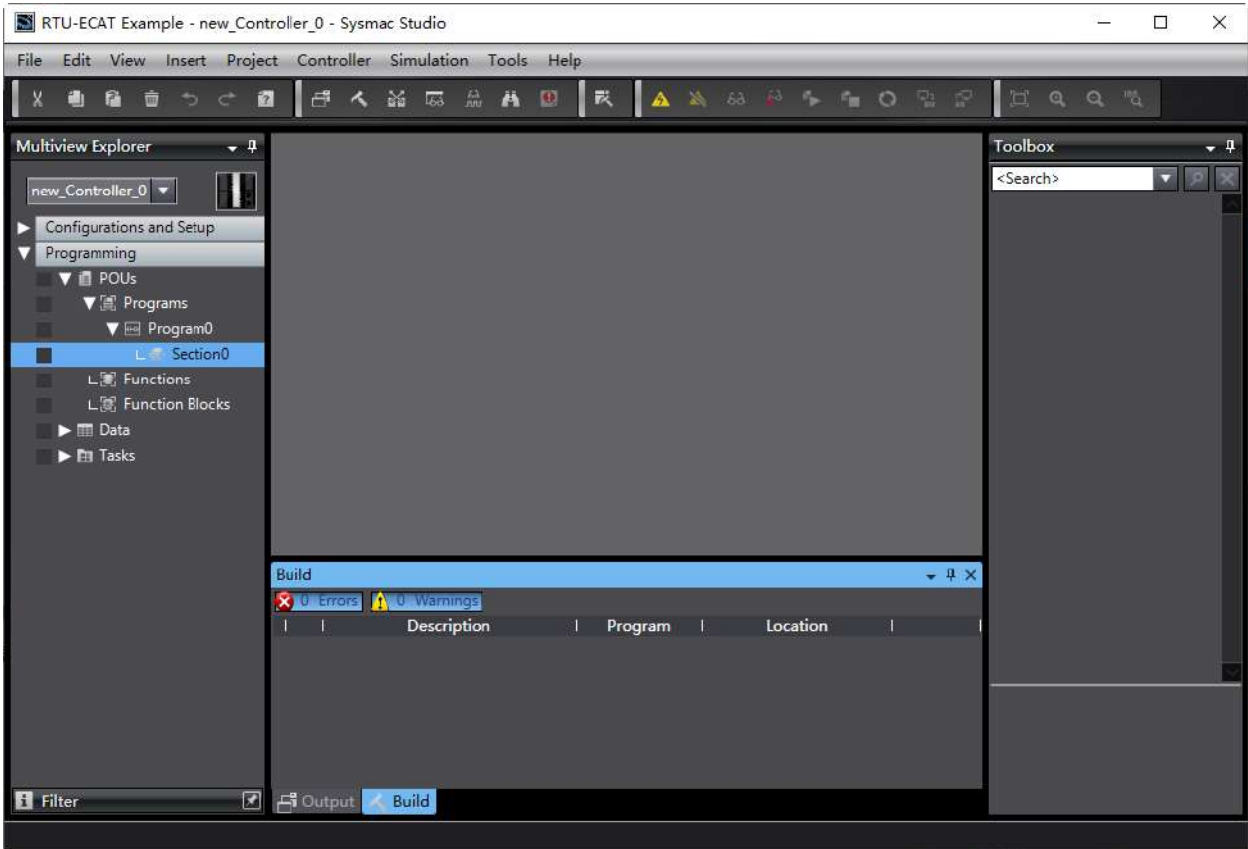 RTU-ECAT Example - new_Controller_0 - Sysmac Studio
File Edit View Insert Project Controller Simulation Tools Help
Multiview Explorer
new_Controller_0
Configurations and Setup
Programming
POUs
Programs
Program0
Section0
Functions
Function Blocks
Data
Tasks
Filter
Build
0 Errors 0 Warnings
Description Program Location
Output Build
Toolbox
<Search>